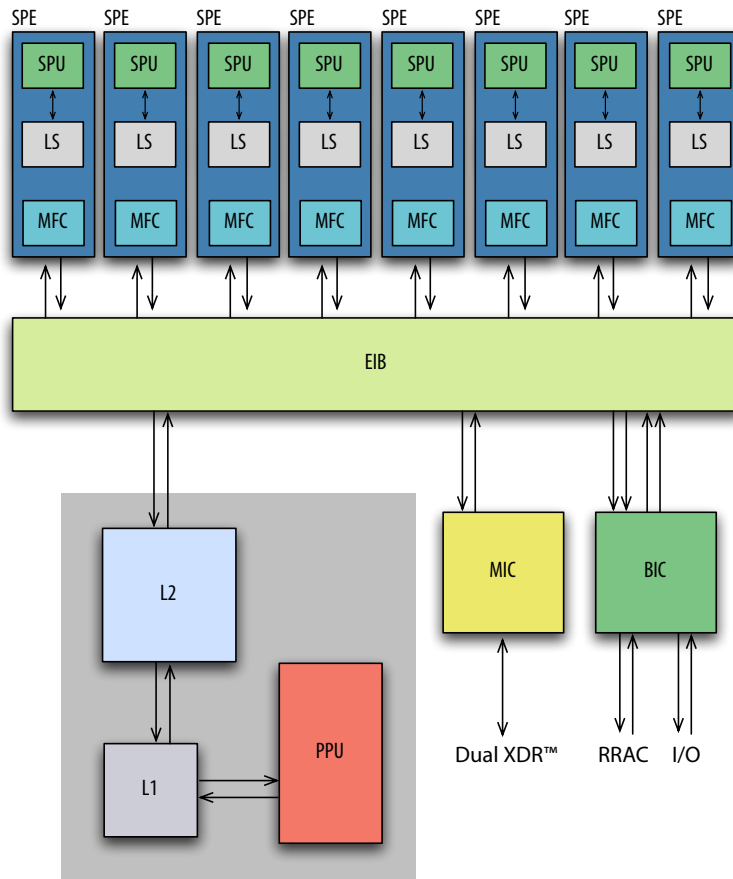 SPE SPE SPE SPE SPE SPE SPE SPE
SPU SPU SPU SPU SPU SPU SPU SPU
LS LS LS LS LS LS LS LS
MFC MFC MFC MFC MFC MFC MFC MFC
EIB
L2 MIC BIC
L1 PPU
Dual XDR™ RRAC I/O